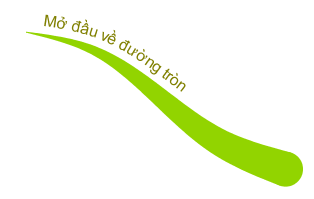 Mở đầu về đường tròn